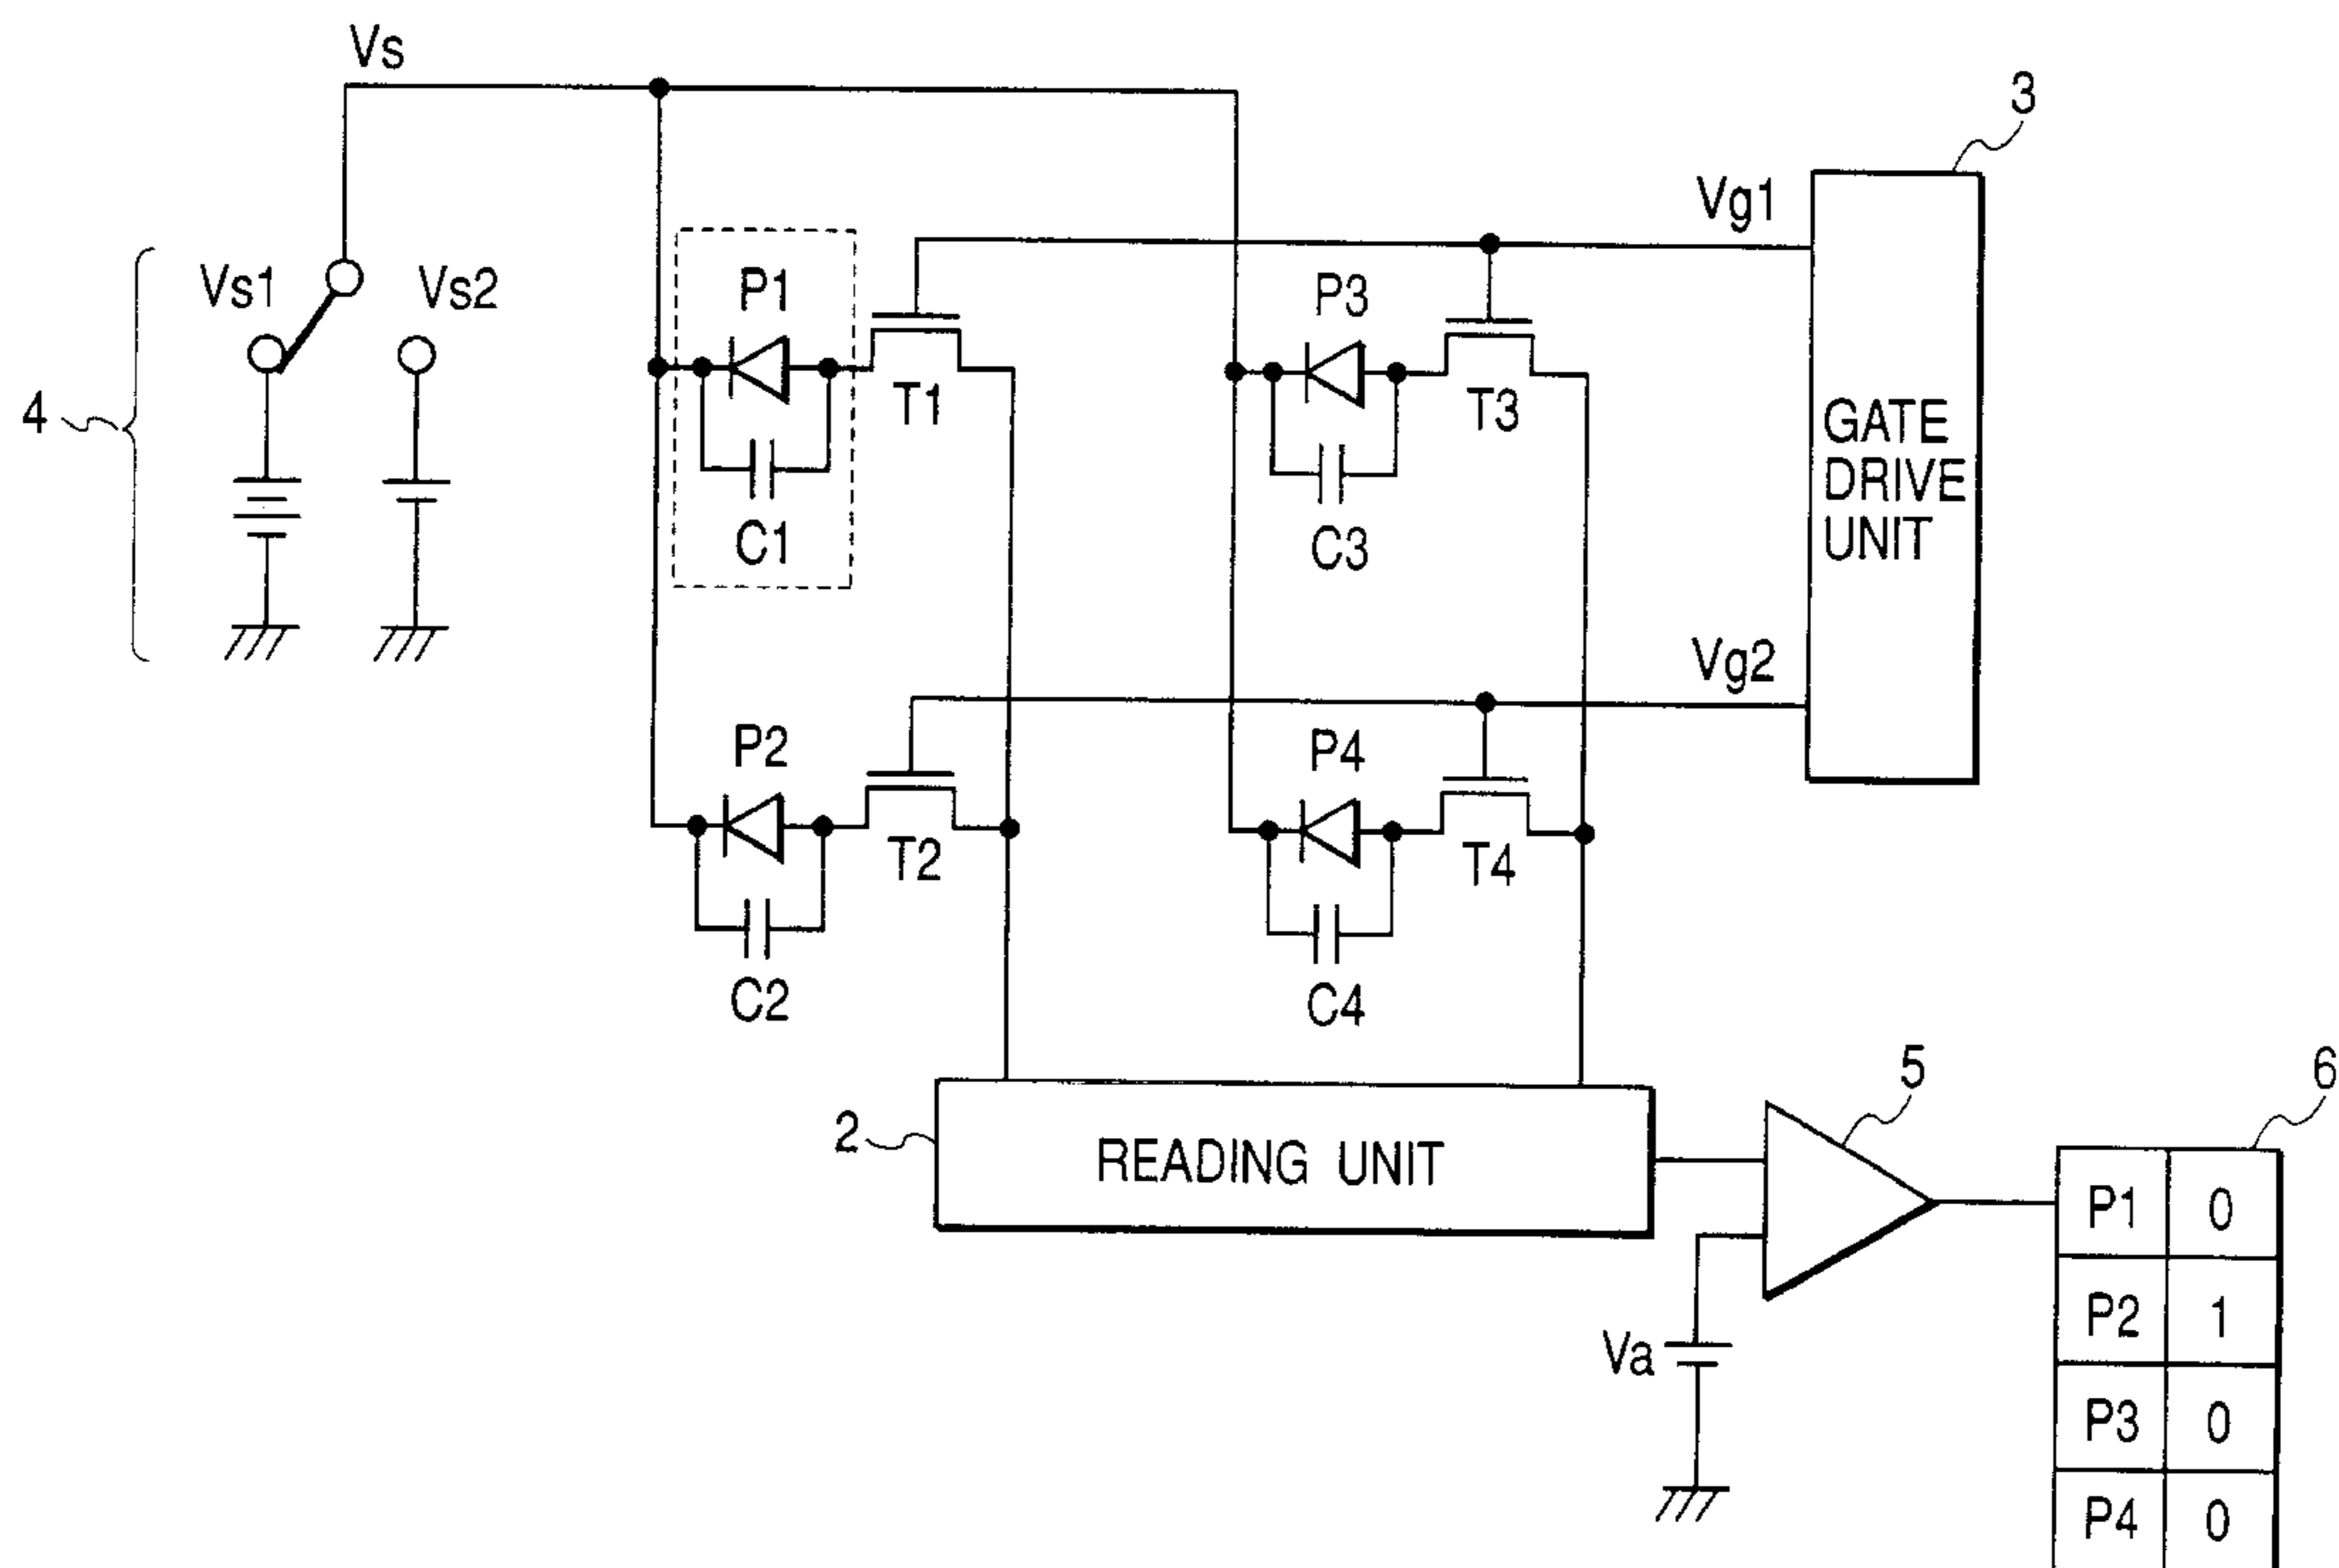 Vs
3
Vg1
Vs1
Vs2
P1
P3
4
T1
T3
GATE
DRIVE
UNIT
C1
C3
Vg2
P2
P4
T2
T4
C2
C4
5
6
2
READING UNIT
P1 0
P2 1
Va
P3 0
P4 0